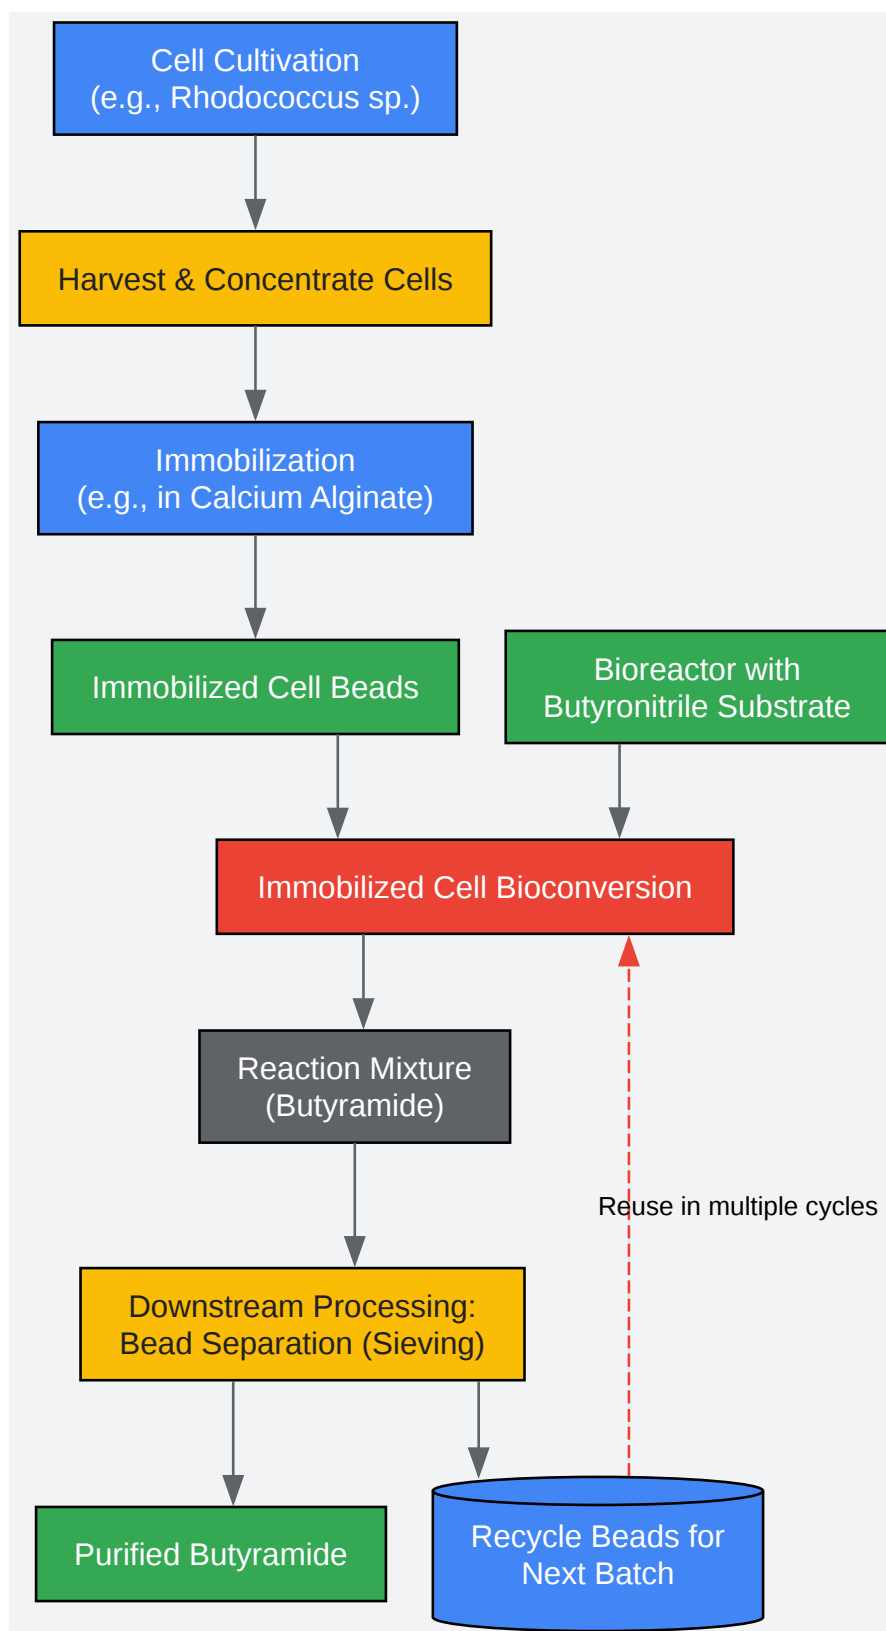 Cell Cultivation
(e.g., Rhodococcus sp.)
Harvest & Concentrate Cells
Immobilization
(e.g., in Calcium Alginate)
Immobilized Cell Beads
Bioreactor with
Butyronitrile Substrate
Immobilized Cell Bioconversion
Reaction Mixture
(Butyramide)
Reuse in multiple cycles
Downstream Processing:
Bead Separation (Sieving)
Purified Butyramide
Recycle Beads for
Next Batch